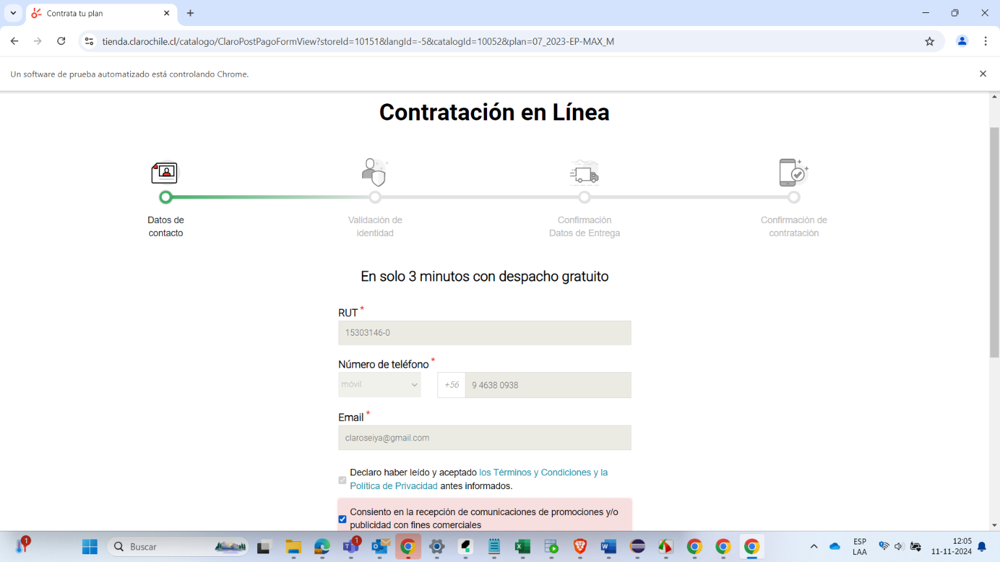 Contrata tu plan
tienda.clarochile.cl/catalogo/ClaroPostPagoFormView?storeId=10151&langId=-5&catalogId=10052&plan=07_2023-EP-MAX_M
Un software de prueba automatizado está controlando Chrome.
Contratación en Línea
Datos de
contacto
Validación de
identidad
Confirmación
Datos de Entrega
Confirmación de
contratación
En solo 3 minutos con despacho gratuito
RUT *
15303146-0
Número de teléfono *
móvil
+56
9 4638 0938
Email *
claroseiya@gmail.com
Declaro haber leído y aceptado los Términos y Condiciones y la
Política de Privacidad antes informados.
Consiento en la recepción de comunicaciones de promociones y/o
publicidad con fines comerciales
1
Buscar
1
ESP
LAA
12:05
11-11-2024